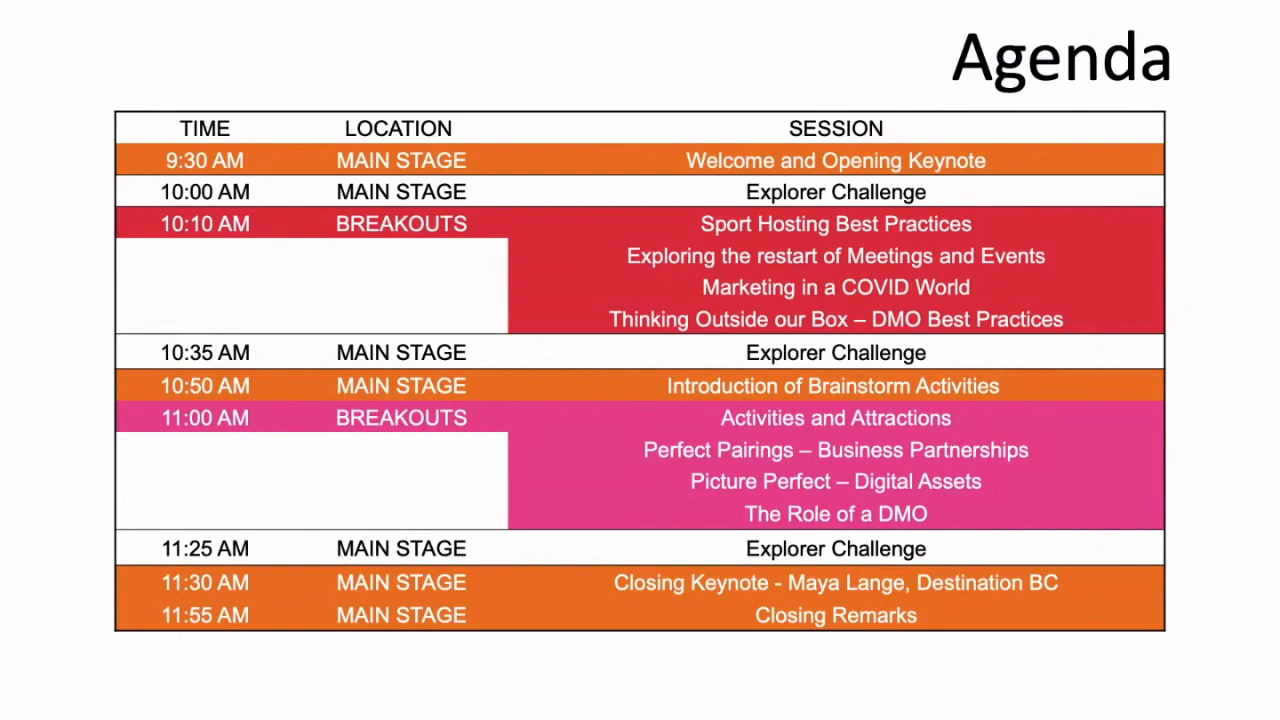 Agenda
TIME LOCATION SESSION
9:30 AM MAIN STAGE Welcome and Opening Keynote
10:00 AM MAIN STAGE Explorer Challenge
10:10 AM BREAKOUTS Sport Hosting Best Practices
Exploring the restart of Meetings and Events
Marketing in a COVID World
Thinking Outside our Box – DMO Best Practices
10:35 AM MAIN STAGE Explorer Challenge
10:50 AM MAIN STAGE Introduction of Brainstorm Activities
11:00 AM BREAKOUTS Activities and Attractions
Perfect Pairings – Business Partnerships
Picture Perfect – Digital Assets
The Role of a DMO
11:25 AM MAIN STAGE Explorer Challenge
11:30 AM MAIN STAGE Closing Keynote - Maya Lange, Destination BC
11:55 AM MAIN STAGE Closing Remarks